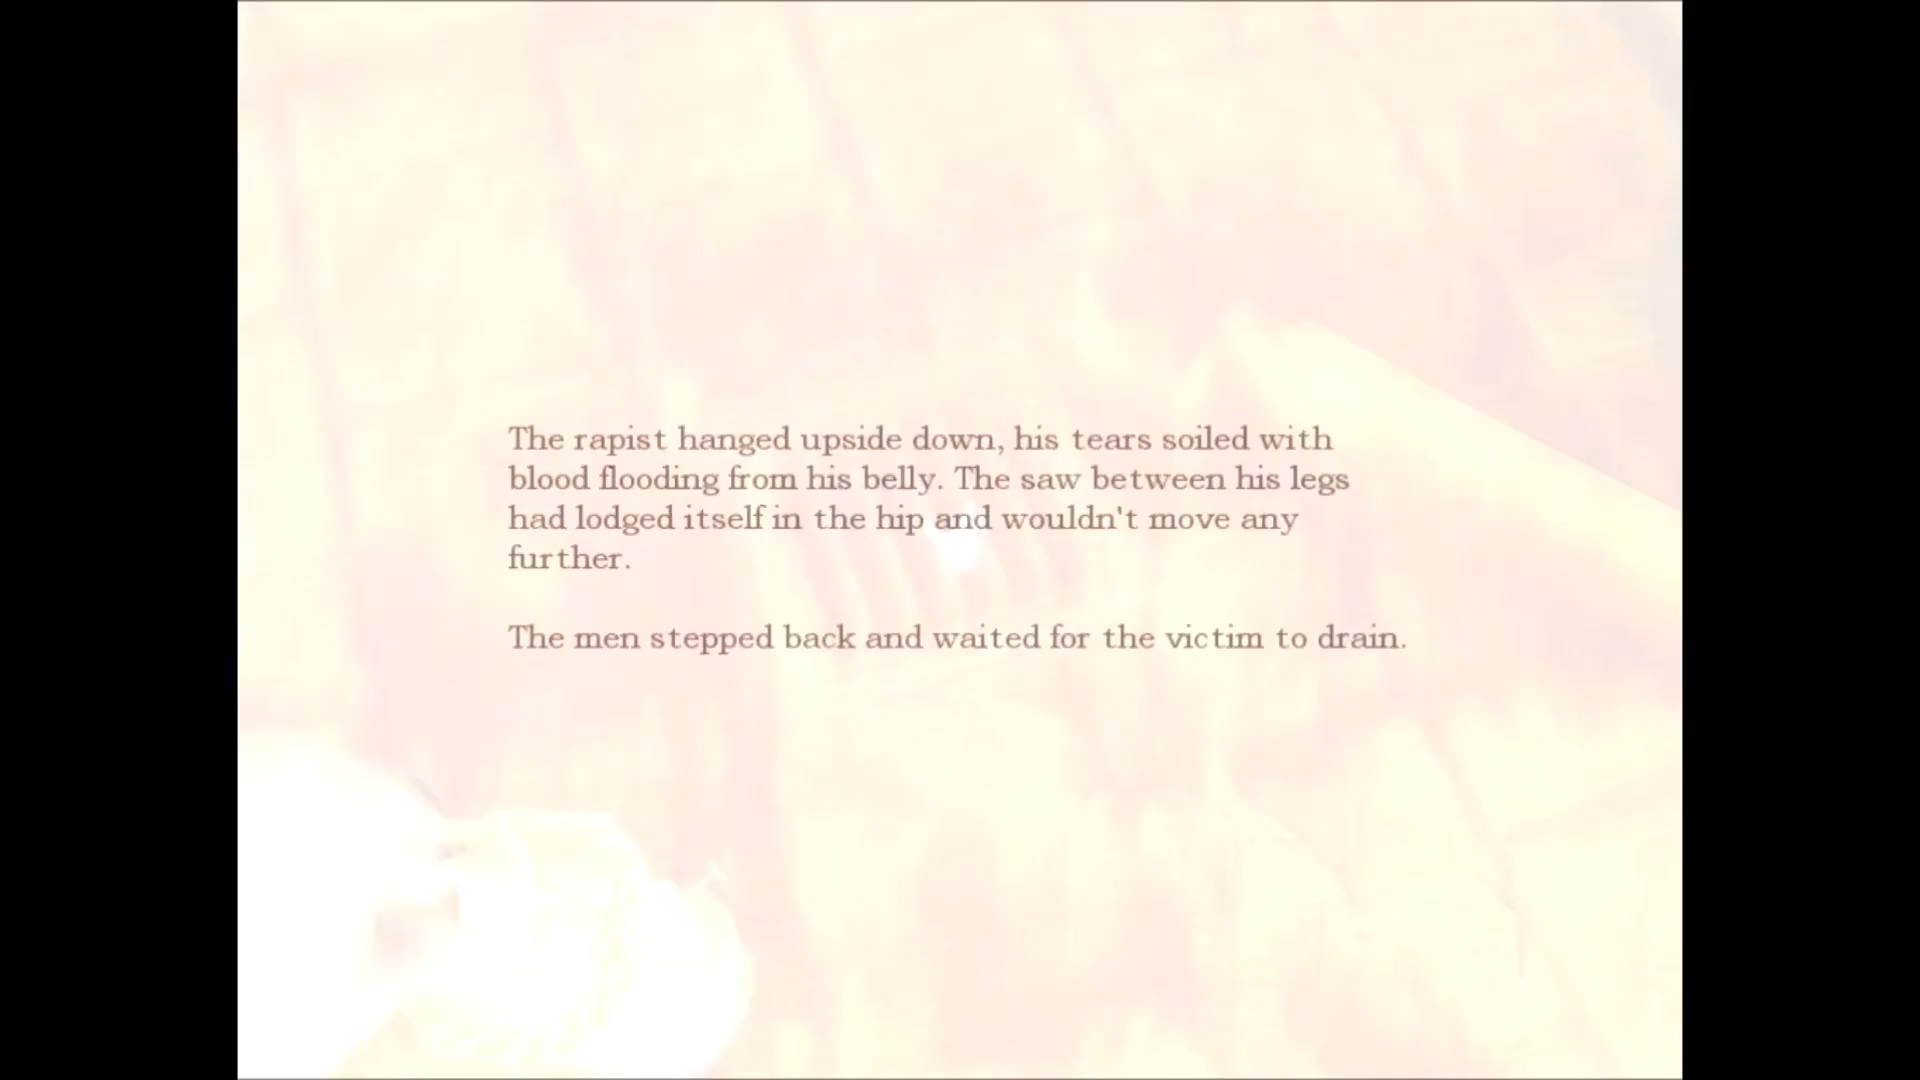 The rapist hanged upside down, his tears soiled with
blood flooding from his belly. The saw between his legs
had lodged itself in the hip and wouldn't move any
further.
The men stepped back and waited for the victim to drain.